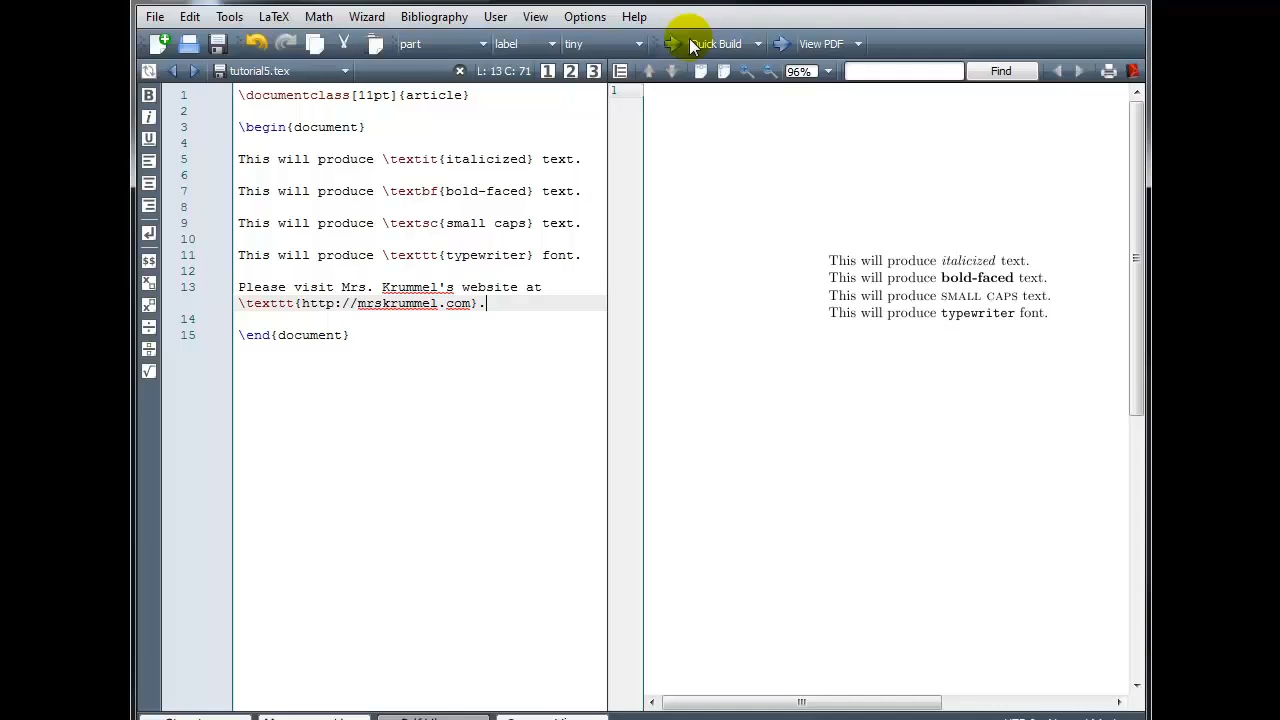 File Edit Tools LaTeX Math Wizard Bibliography User View Options Help
part label tiny Quick Build View PDF
tutorial5.tex L: 13 C: 71 1 2 3 96% Find
1
1 \documentclass[11pt]{article}
2
3 \begin{document}
4
5 This will produce \textit{italicized} text.
6
7 This will produce \textbf{bold-faced} text.
8
9 This will produce \textsc{small caps} text.
10
11 This will produce \texttt{typewriter} font.
12
13 Please visit Mrs. Krummel's website at
\texttt{http://mrskrummel.com}.
14
15 \end{document}
This will produce italicized text.
This will produce bold-faced text.
This will produce SMALL CAPS text.
This will produce typewriter font.